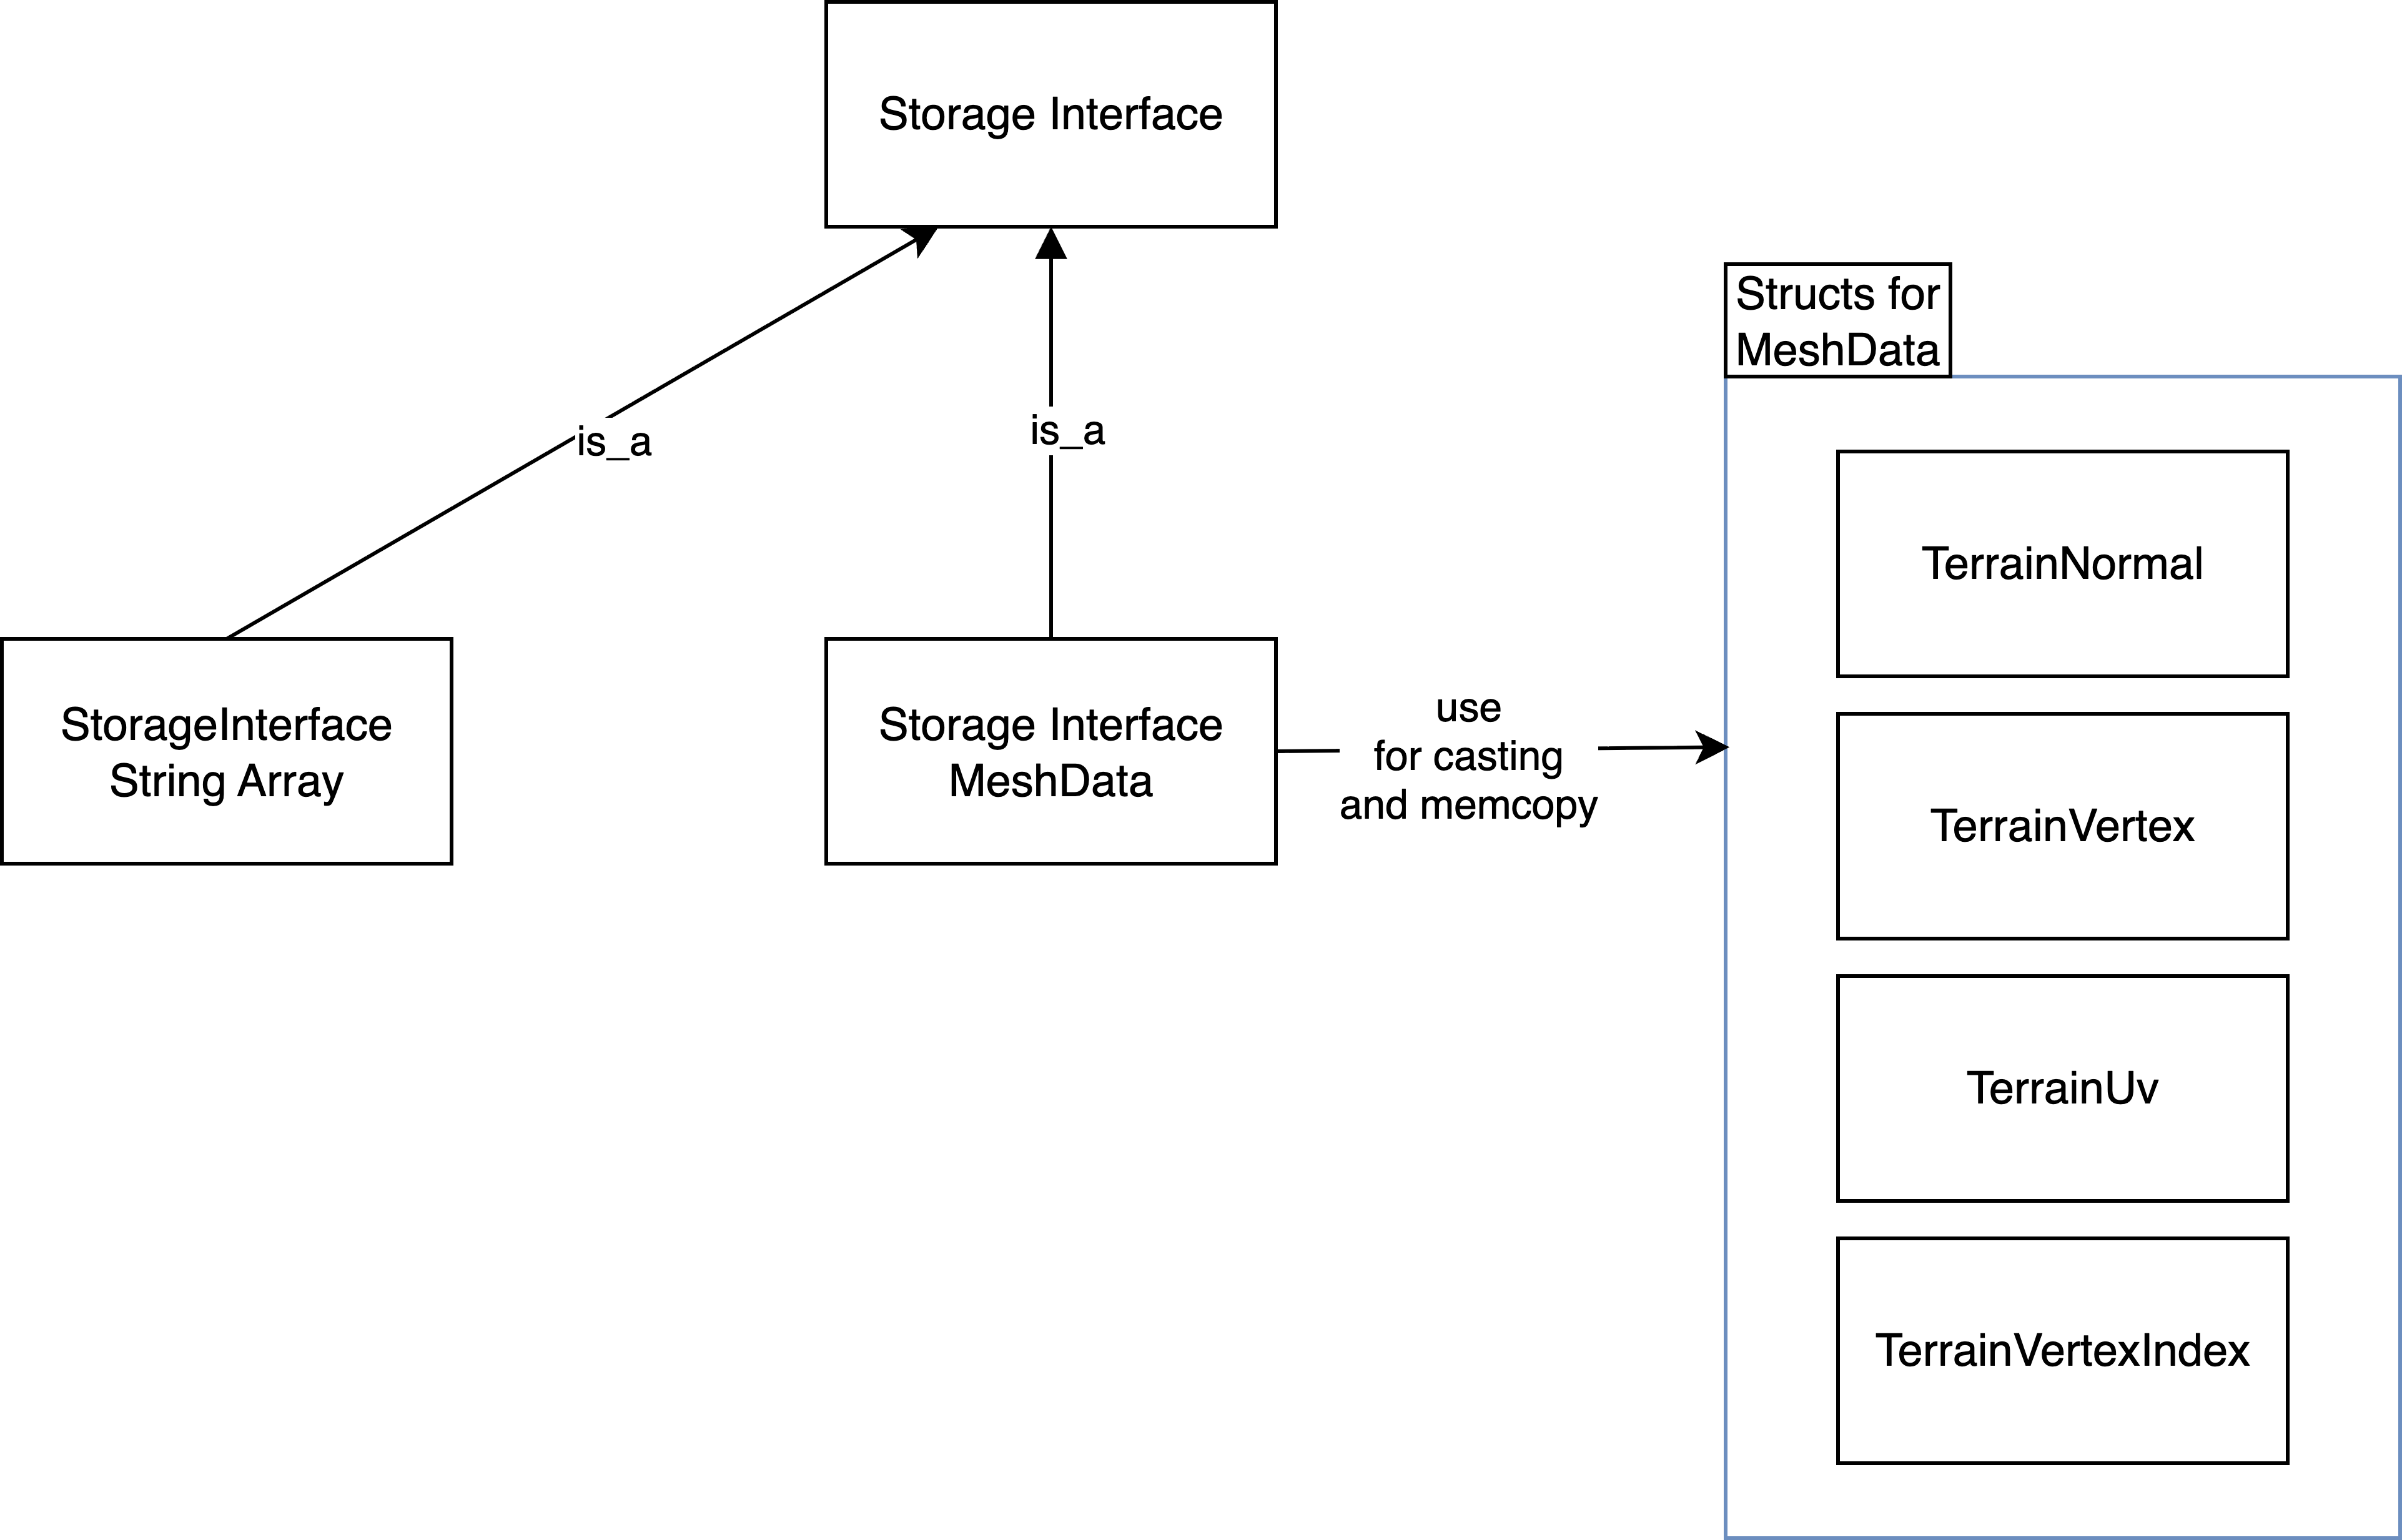 Storage Interface
Structs for
MeshData
is_a
is_a
TerrainNormal
StorageInterface
String Array
Storage Interface
MeshData
use
for casting
and memcopy
TerrainVertex
TerrainUv
TerrainVertexIndex